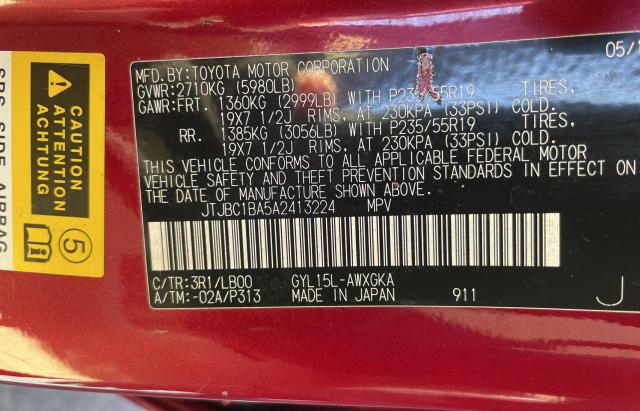 SRS SIDE AIRBAG
CAUTION
ATTENTION
ACHTUNG
5
05/1
MFD.BY:TOYOTA MOTOR CORPORATION
GVWR:2710KG (5980LB)
GAWR:FRT. 1360KG (2999LB) WITH P235/55R19 TIRES,
19X7 1/2J RIMS, AT 230KPA (33PSI) COLD.
RR. 1385KG (3056LB) WITH P235/55R19 TIRES,
19X7 1/2J RIMS, AT 230KPA (33PSI) COLD.
THIS VEHICLE CONFORMS TO ALL APPLICABLE FEDERAL MOTOR
VEHICLE SAFETY AND THEFT PREVENTION STANDARDS IN EFFECT ON
THE DATE OF MANUFACTURE SHOWN ABOVE.
JTJBC1BA5A2413224 MPV
C/TR:3R1/LB00 GYL15L-AWXGKA
A/TM:-02A/P313 MADE IN JAPAN 911 J